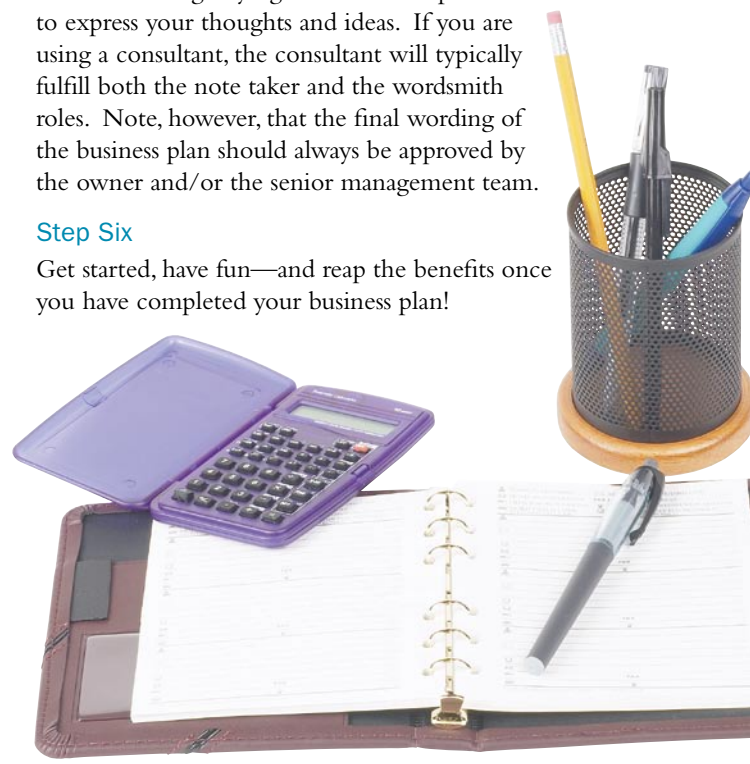 to express your thoughts and ideas.  If you are
using a consultant, the consultant will typically
fulfill both the note taker and the wordsmith
roles.  Note, however, that the final wording of
the business plan should always be approved by
the owner and/or the senior management team.
Step Six
Get started, have fun—and reap the benefits once
you have completed your business plan!